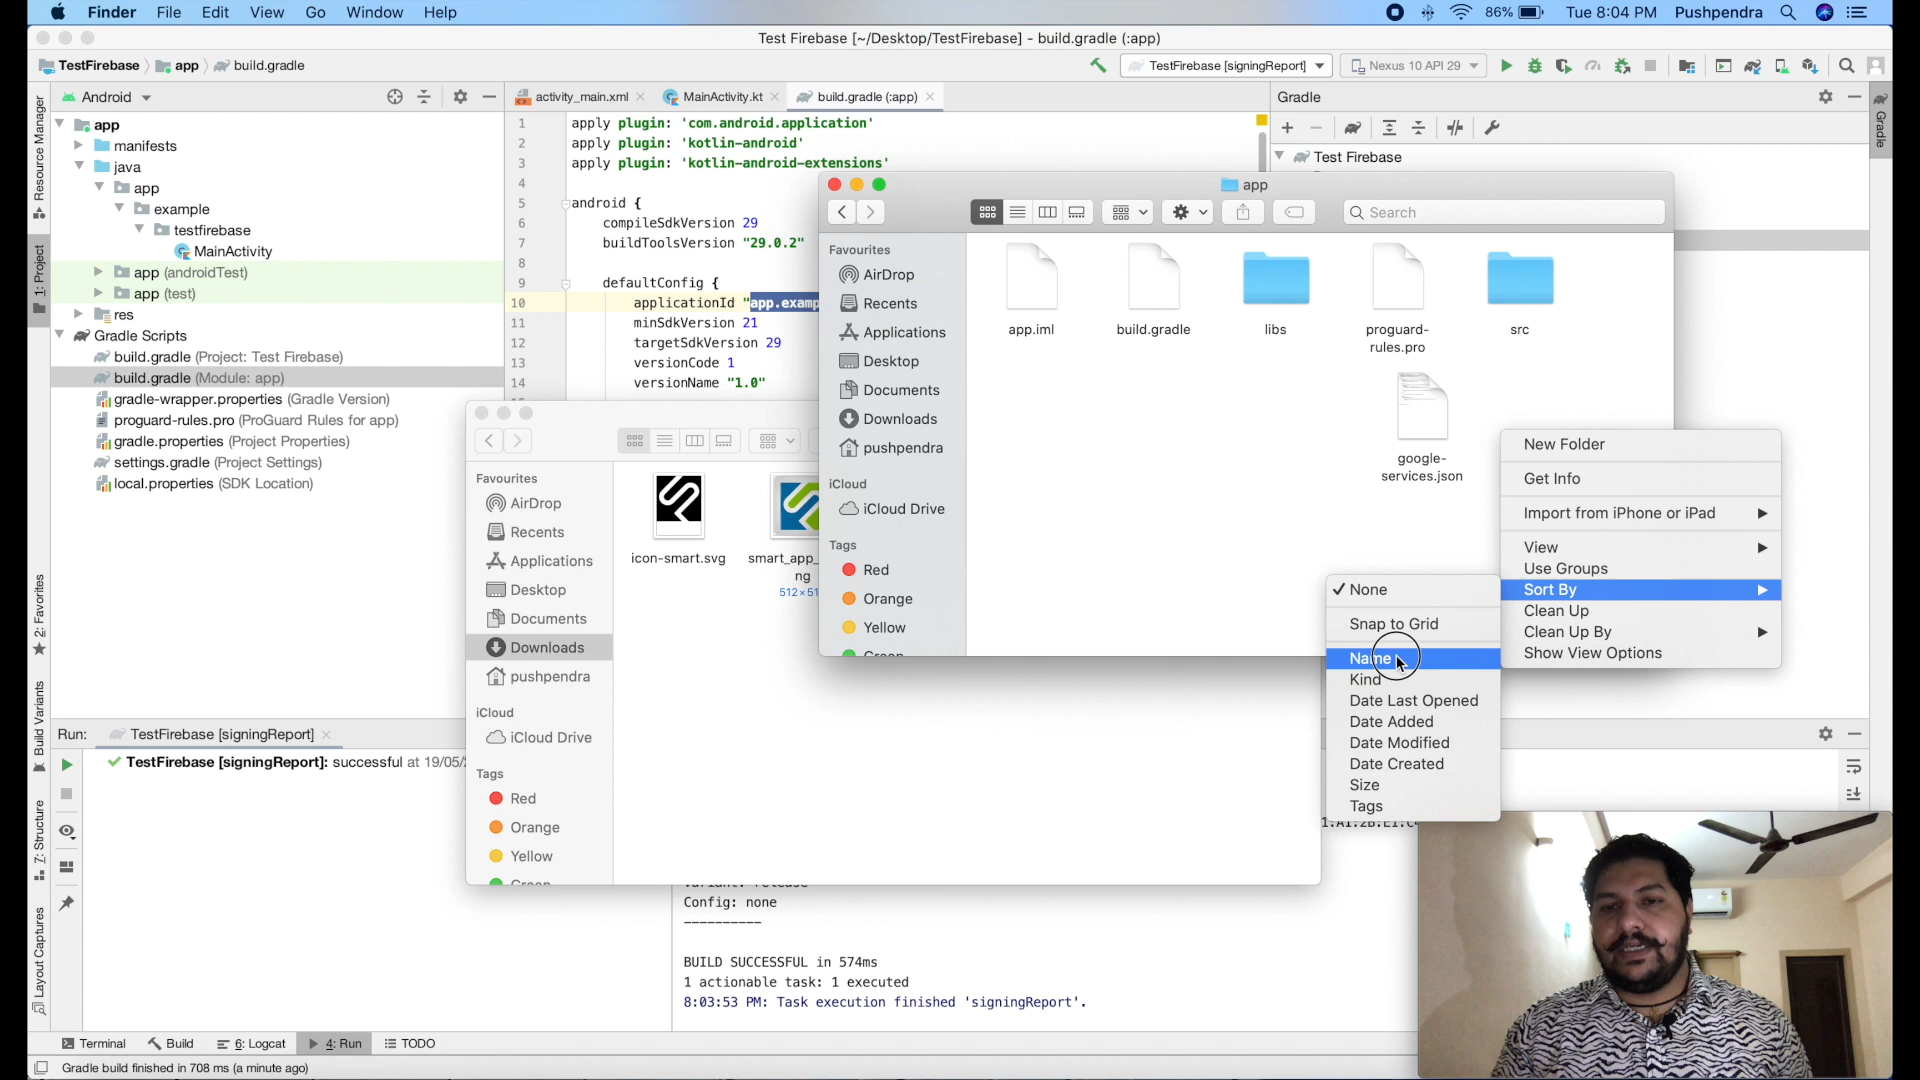 Finder File Edit View Go Window Help
86% Tue 8:04 PM Pushpendra
Test Firebase [~/Desktop/TestFirebase] - build.gradle (:app)
TestFirebase app build.gradle
TestFirebase [signingReport] Nexus 10 API 29
Android
activity_main.xml MainActivity.kt build.gradle (:app)
Gradle
Resource Manager
1: Project
2: Favorites
Build Variants
7: Structure
Layout Captures
Gradle
app
manifests
java
app
example
testfirebase
MainActivity
app (androidTest)
app (test)
res
Gradle Scripts
build.gradle (Project: Test Firebase)
build.gradle (Module: app)
gradle-wrapper.properties (Gradle Version)
proguard-rules.pro (ProGuard Rules for app)
gradle.properties (Project Properties)
settings.gradle (Project Settings)
local.properties (SDK Location)
1 apply plugin: 'com.android.application'
2 apply plugin: 'kotlin-android'
3 apply plugin: 'kotlin-android-extensions'
4
5 android {
6 compileSdkVersion 29
7 buildToolsVersion "29.0.2"
8
9 defaultConfig {
10 applicationId "app.examp
11 minSdkVersion 21
12 targetSdkVersion 29
13 versionCode 1
14 versionName "1.0"
Test Firebase
app
Search
Favourites
AirDrop
Recents
Applications
Desktop
Documents
Downloads
pushpendra
iCloud
iCloud Drive
Tags
Red
Orange
Yellow
Green
app.iml
build.gradle
libs
proguard-
rules.pro
src
google-
services.json
New Folder
Get Info
Import from iPhone or iPad
View
Use Groups
Sort By
Clean Up
Clean Up By
Show View Options
None
Snap to Grid
Name
Kind
Date Last Opened
Date Added
Date Modified
Date Created
Size
Tags
Favourites
AirDrop
Recents
Applications
Desktop
Documents
Downloads
pushpendra
iCloud
iCloud Drive
Tags
Red
Orange
Yellow
Green
icon-smart.svg
smart_app_
ng
512×51
Run: TestFirebase [signingReport]
TestFirebase [signingReport]: successful at 19/05/
Variant: release
Config: none
----------
BUILD SUCCESSFUL in 574ms
1 actionable task: 1 executed
8:03:53 PM: Task execution finished 'signingReport'.
Terminal Build 6: Logcat 4: Run TODO
Gradle build finished in 708 ms (a minute ago)